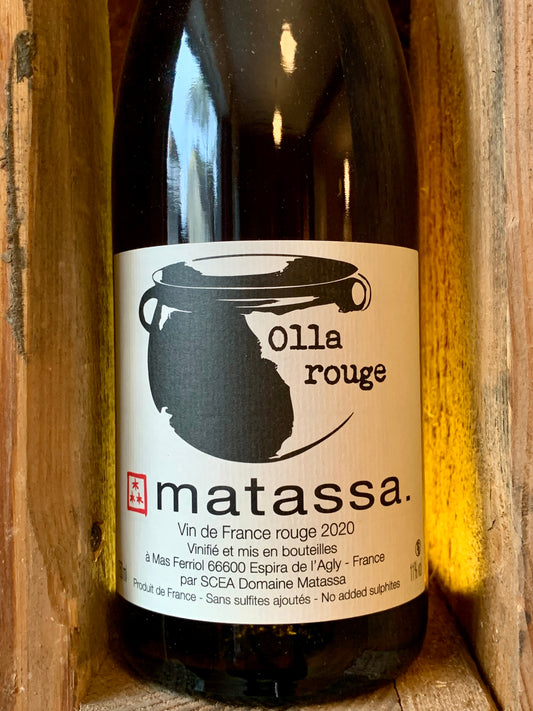 Olla
rouge
matassa.
Vin de France rouge 2020
Vinifié et mis en bouteilles
à Mas Ferriol 66600 Espira de l'Agly - France
par SCEA Domaine Matassa
Produit de France - Sans sulfites ajoutés - No added sulphites
11%